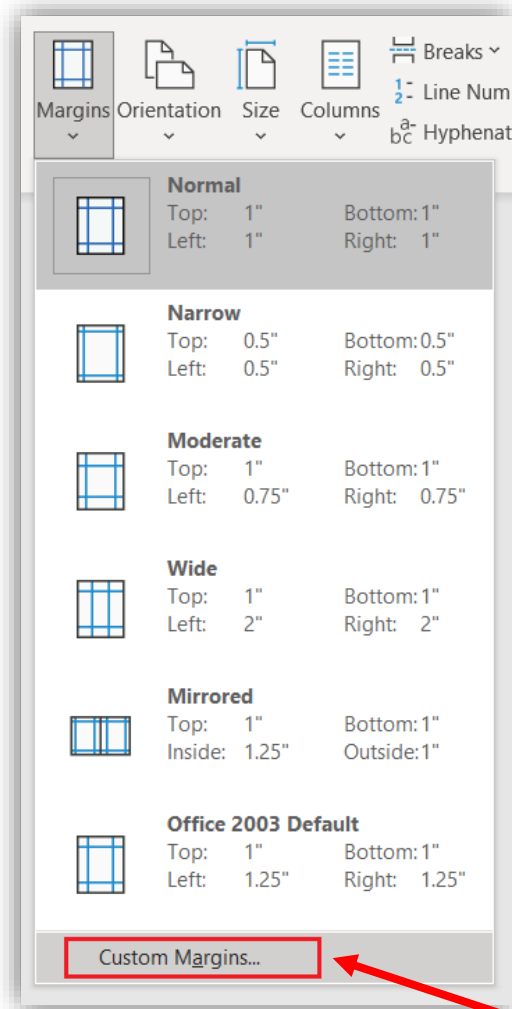 Breaks
Line Num
Hyphenat
Margins Orientation Size Columns
Normal
Top: 1" Bottom: 1"
Left: 1" Right: 1"
Narrow
Top: 0.5" Bottom: 0.5"
Left: 0.5" Right: 0.5"
Moderate
Top: 1" Bottom: 1"
Left: 0.75" Right: 0.75"
Wide
Top: 1" Bottom: 1"
Left: 2" Right: 2"
Mirrored
Top: 1" Bottom: 1"
Inside: 1.25" Outside: 1"
Office 2003 Default
Top: 1" Bottom: 1"
Left: 1.25" Right: 1.25"
Custom Margins...